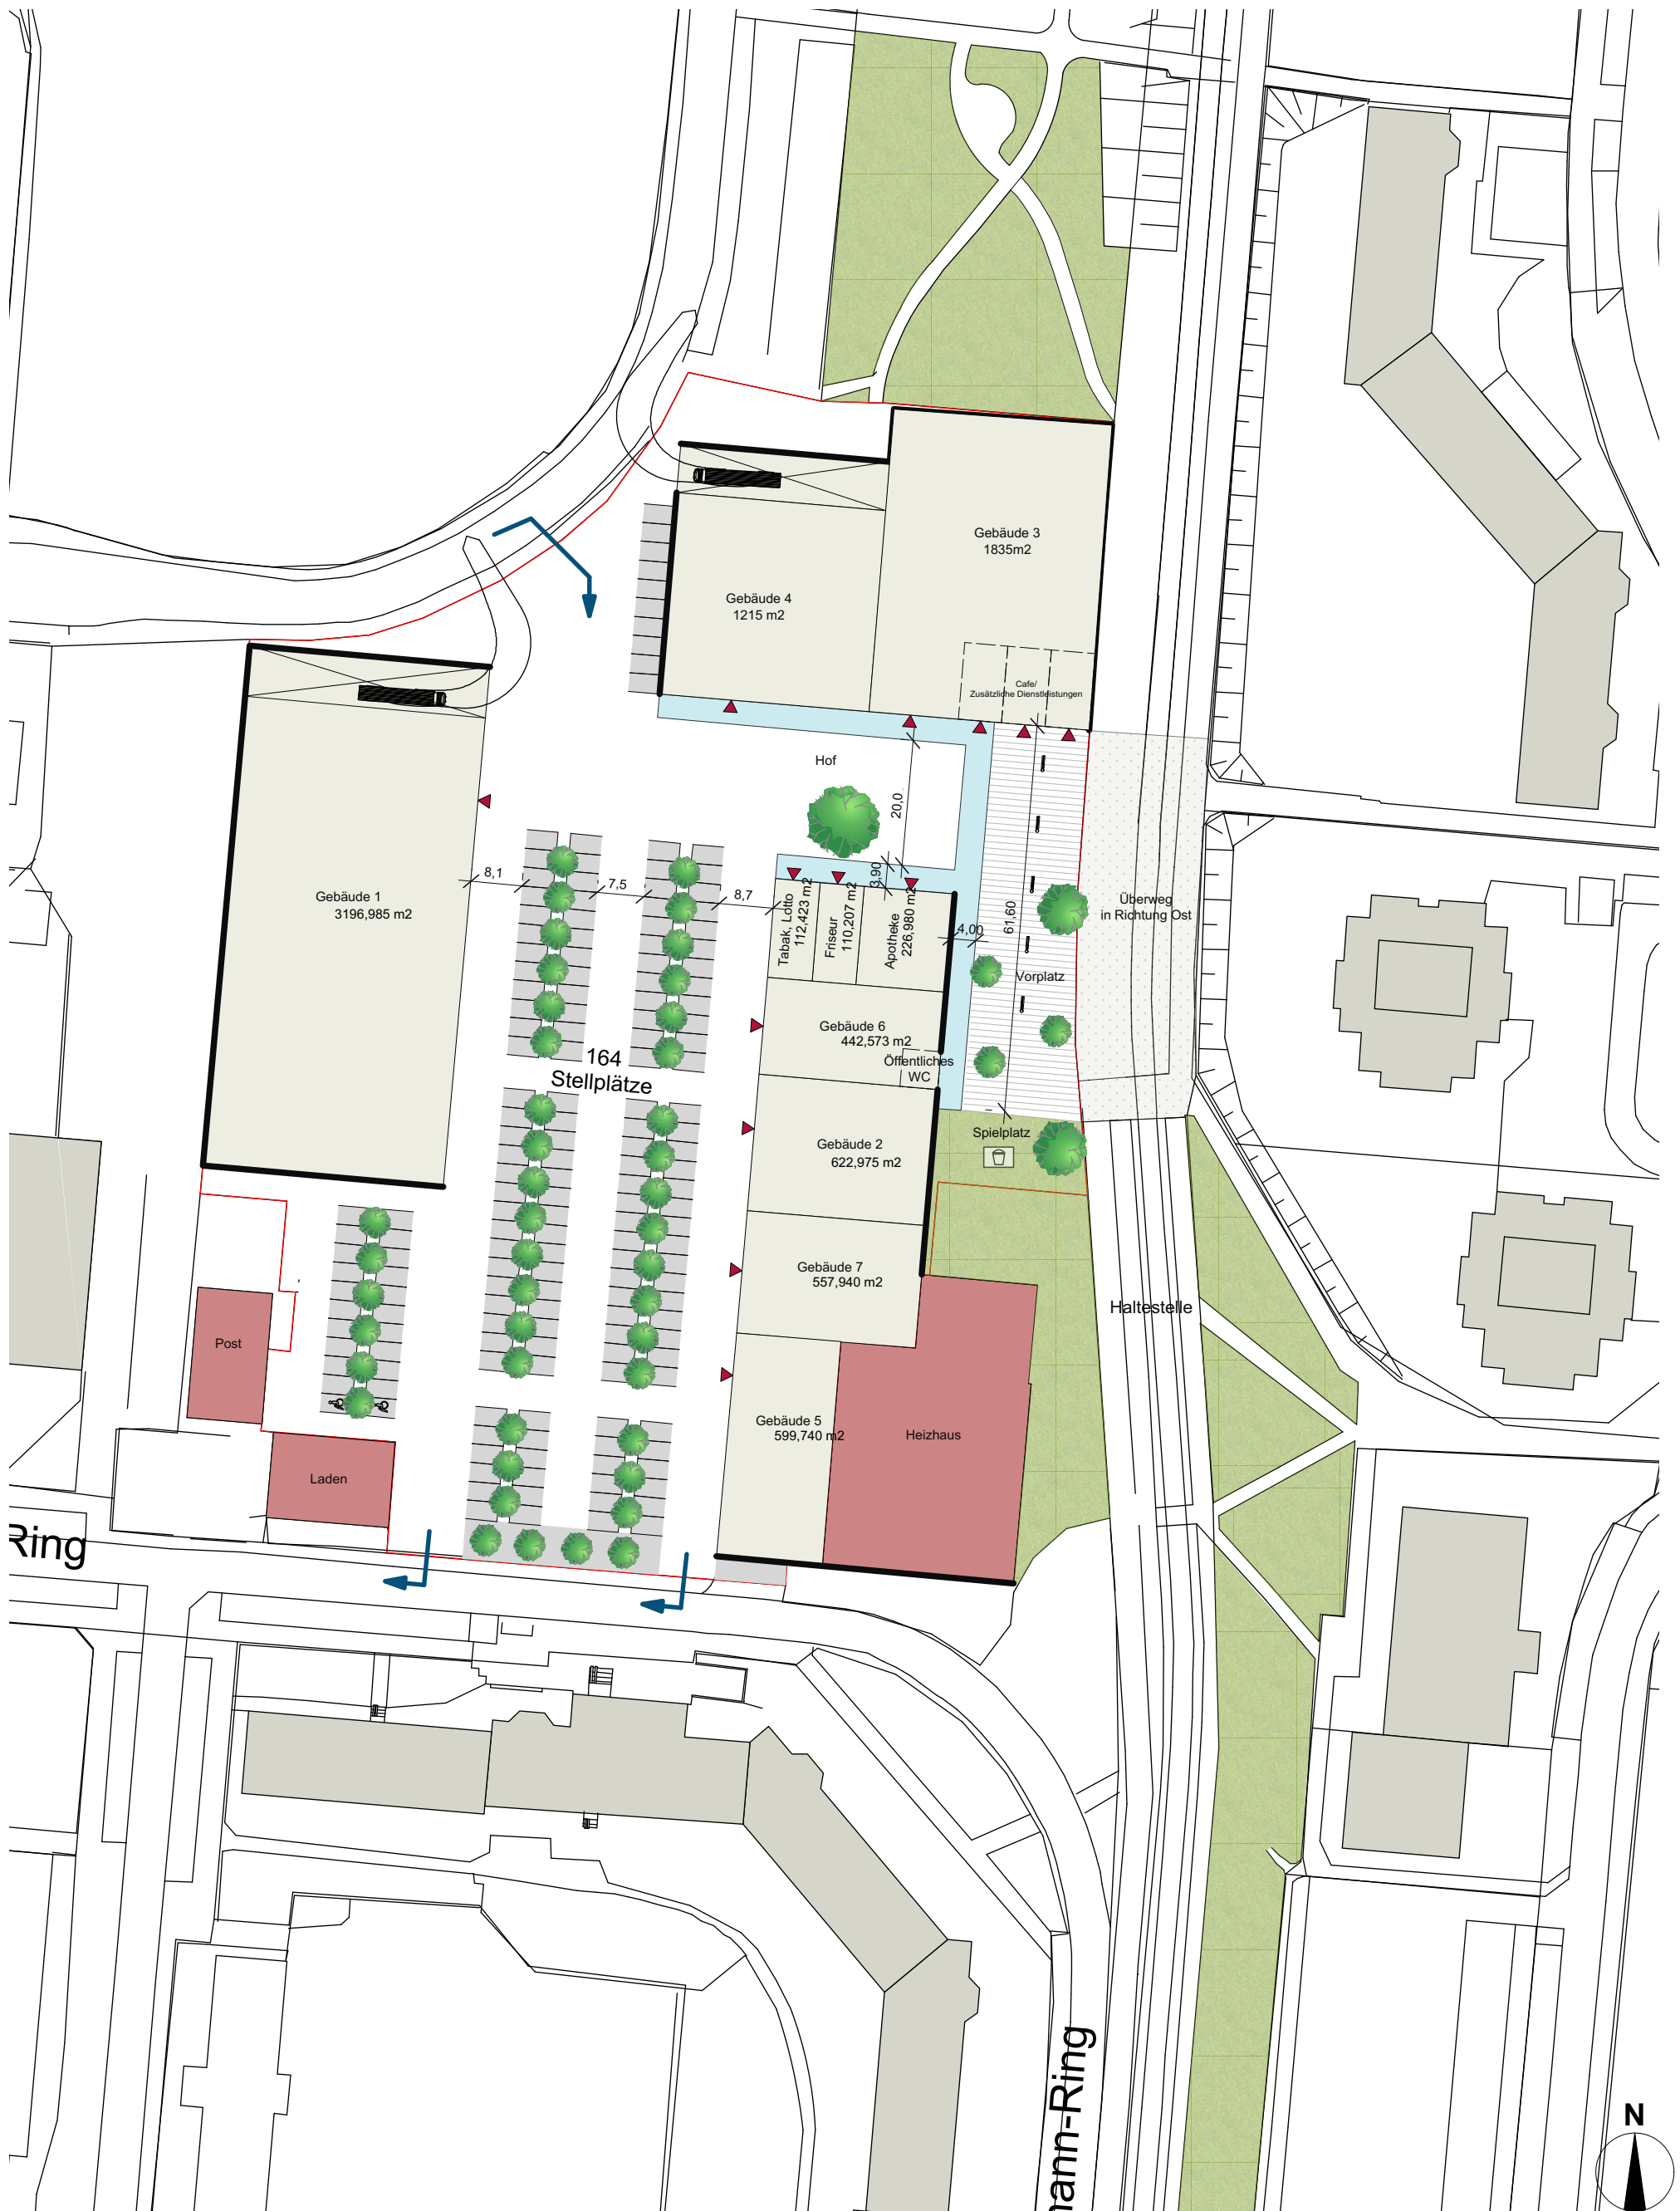 Gebäude 3
1835m2
Gebäude 4
1215 m2
Cafe/
Zusätzliche Dienstleistungen
Hof
20,0
8,1
7,5
8,7
3,90
Gebäude 1
3196,985 m2
Tabak, Lotto
112,423 m2
Friseur
110,207 m2
Apotheke
226,980 m2
4,00
61,60
Überweg
in Richtung Ost
Vorplatz
Gebäude 6
442,573 m2
Öffentliches
WC
164
Stellplätze
Spielplatz
Gebäude 2
622,975 m2
Gebäude 7
557,940 m2
Haltestelle
Post
Gebäude 5
599,740 m2
Heizhaus
Laden
Ring
mann-Ring
N